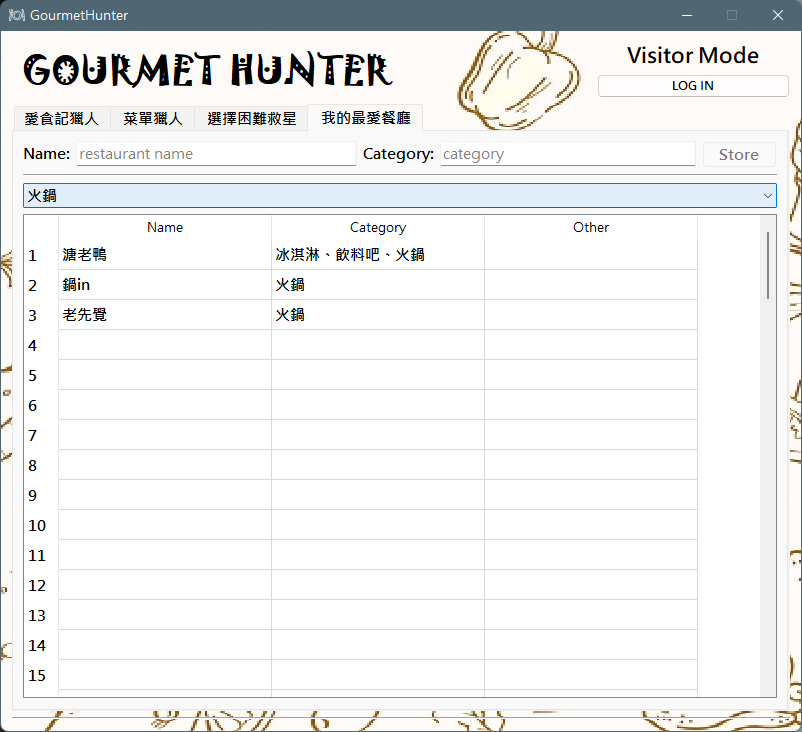 GourmetHunter
GOURMET HUNTER
Visitor Mode
LOG IN
愛食記獵人 菜單獵人 選擇困難救星 我的最愛餐廳
Name: restaurant name Category: category Store
火鍋
Name Category Other
1 溏老鴨 冰淇淋、飲料吧、火鍋
2 鍋in 火鍋
3 老先覺 火鍋
4
5
6
7
8
9
10
11
12
13
14
15